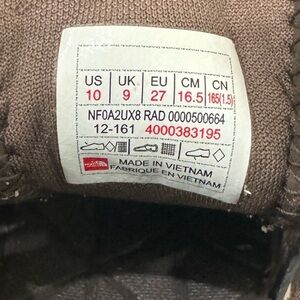 US UK EU CM CN
10 9 27 16.5 165(1.5)
NF0A2UX8 RAD 0000500664
12-161 4000383195
MADE IN VIETNAM
FABRIQUE EN VIETNAM